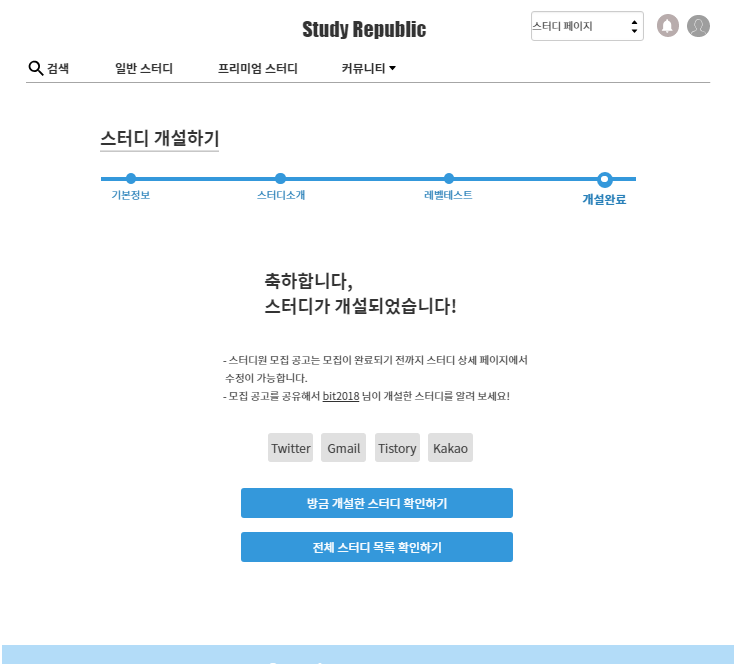 Study Republic
스터디 페이지
검색
일반 스터디
프리미엄 스터디
커뮤니티
스터디 개설하기
기본정보
스터디소개
레벨테스트
개설완료
축하합니다,
스터디가 개설되었습니다!
- 스터디원 모집 공고는 모집이 완료되기 전까지 스터디 상세 페이지에서
수정이 가능합니다.
- 모집 공고를 공유해서 bit2018 님이 개설한 스터디를 알려 보세요!
Twitter
Gmail
Tistory
Kakao
방금 개설한 스터디 확인하기
전체 스터디 목록 확인하기